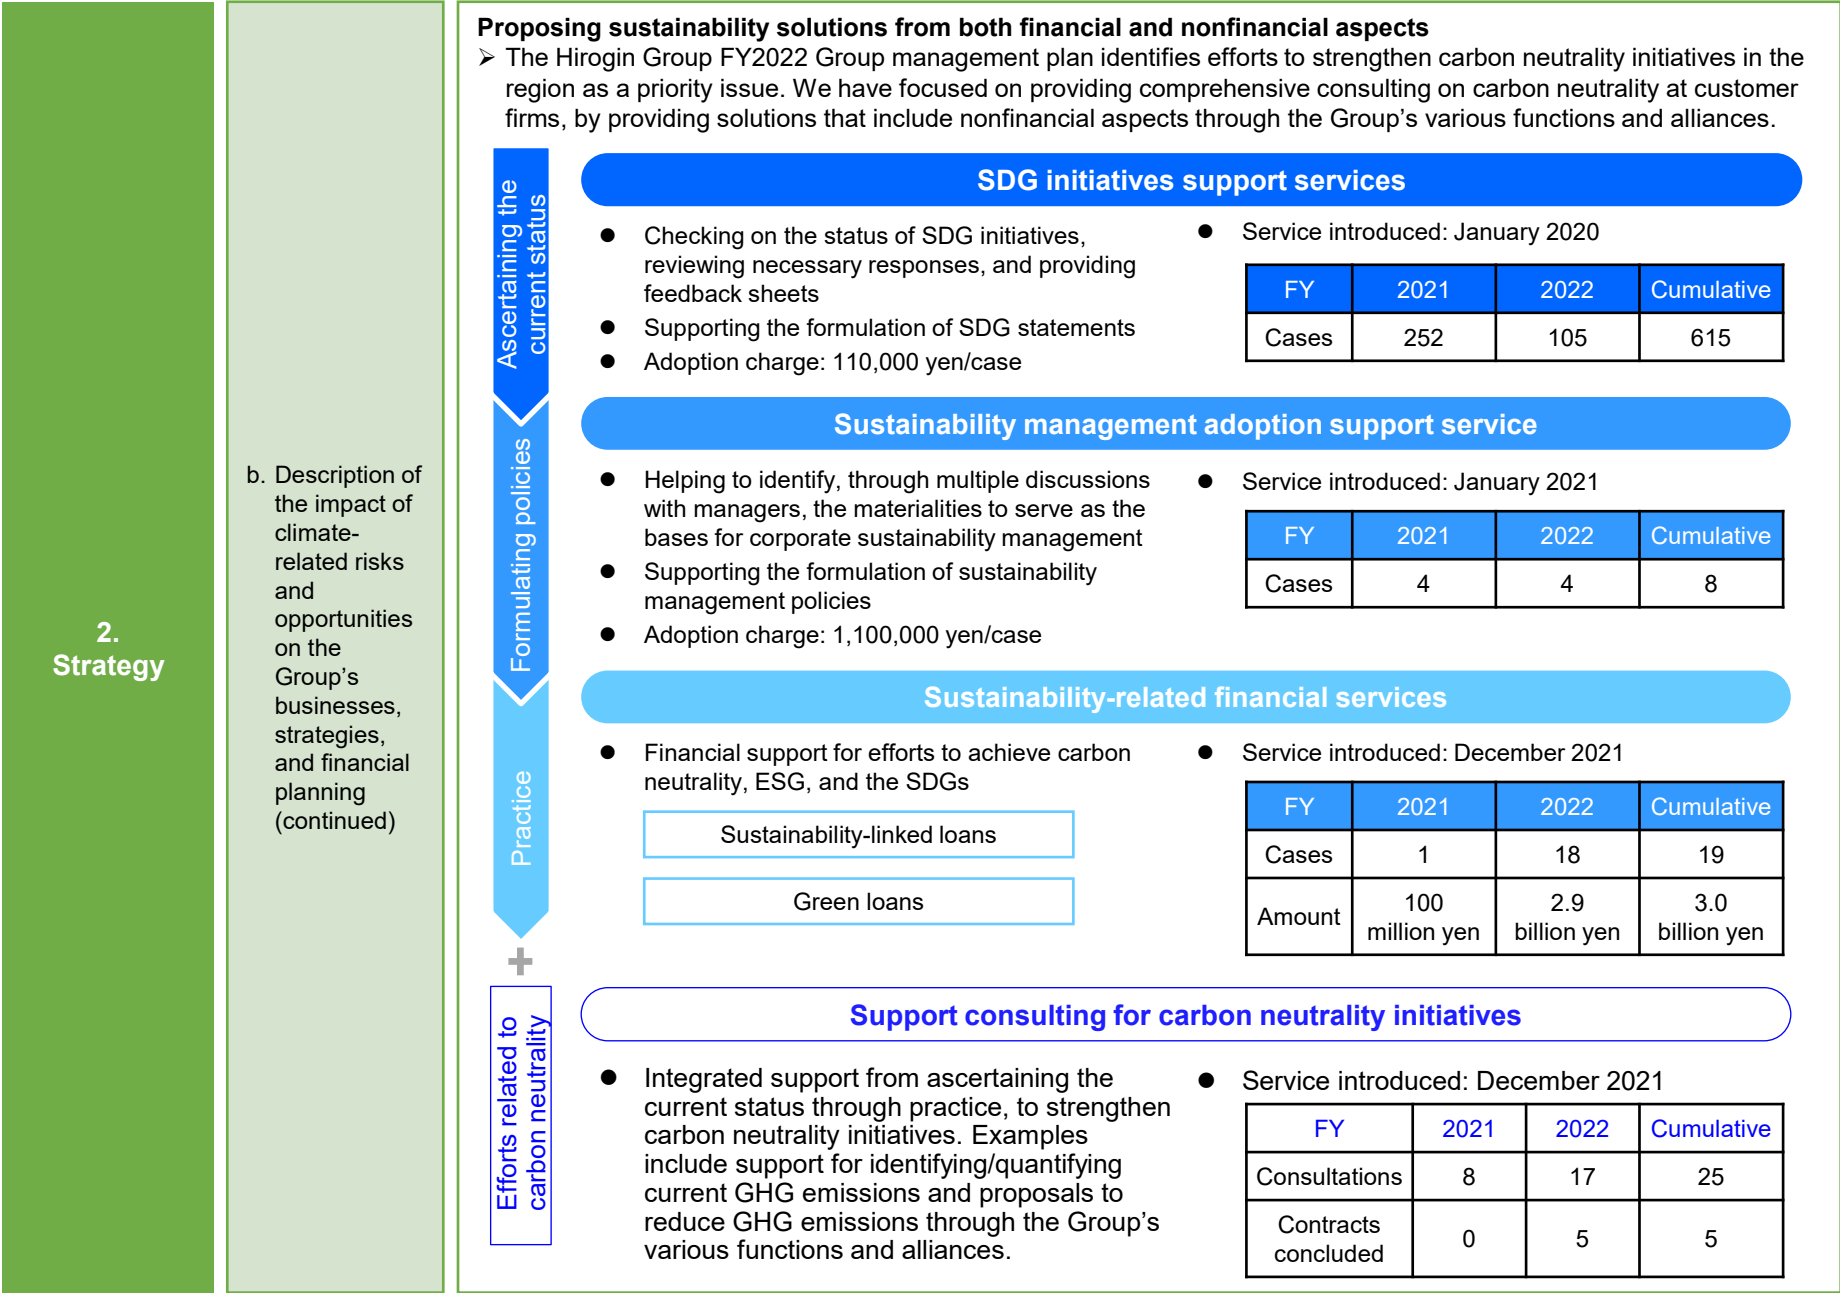 2.
Strategy
b. Description of
the impact of
climate-
related risks
and
opportunities
on the
Group's
businesses,
strategies,
and financial
planning
(continued)
Proposing sustainability solutions from both financial and nonfinancial aspects
➢ The Hirogin Group FY2022 Group management plan identifies efforts to strengthen carbon neutrality initiatives in the
region as a priority issue. We have focused on providing comprehensive consulting on carbon neutrality at customer
firms, by providing solutions that include nonfinancial aspects through the Group's various functions and alliances.
Ascertaining the
current status
SDG initiatives support services
● Checking on the status of SDG initiatives,
reviewing necessary responses, and providing
feedback sheets
● Supporting the formulation of SDG statements
● Adoption charge: 110,000 yen/case
● Service introduced: January 2020
FY 2021 2022 Cumulative
Cases 252 105 615
Formulating policies
Sustainability management adoption support service
● Helping to identify, through multiple discussions
with managers, the materialities to serve as the
bases for corporate sustainability management
● Supporting the formulation of sustainability
management policies
● Adoption charge: 1,100,000 yen/case
● Service introduced: January 2021
FY 2021 2022 Cumulative
Cases 4 4 8
Practice
Sustainability-related financial services
● Financial support for efforts to achieve carbon
neutrality, ESG, and the SDGs
Sustainability-linked loans
Green loans
● Service introduced: December 2021
FY 2021 2022 Cumulative
Cases 1 18 19
Amount 100 2.9 3.0
million yen billion yen billion yen
+
Efforts related to
carbon neutrality
Support consulting for carbon neutrality initiatives
● Integrated support from ascertaining the
current status through practice, to strengthen
carbon neutrality initiatives. Examples
include support for identifying/quantifying
current GHG emissions and proposals to
reduce GHG emissions through the Group's
various functions and alliances.
● Service introduced: December 2021
FY 2021 2022 Cumulative
Consultations 8 17 25
Contracts
concluded 0 5 5